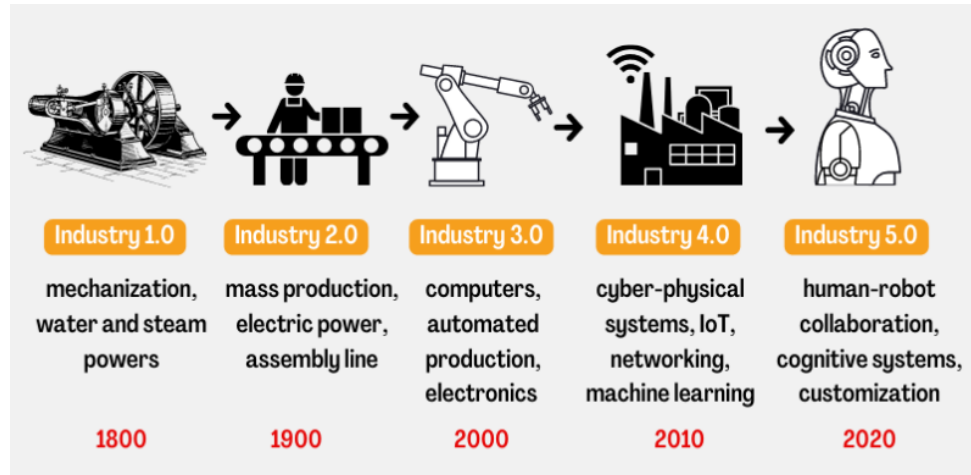 Industry 1.0
mechanization,
water and steam
powers
1800
Industry 2.0
mass production,
electric power,
assembly line
1900
Industry 3.0
computers,
automated
production,
electronics
2000
Industry 4.0
cyber-physical
systems, IoT,
networking,
machine learning
2010
Industry 5.0
human-robot
collaboration,
cognitive systems,
customization
2020